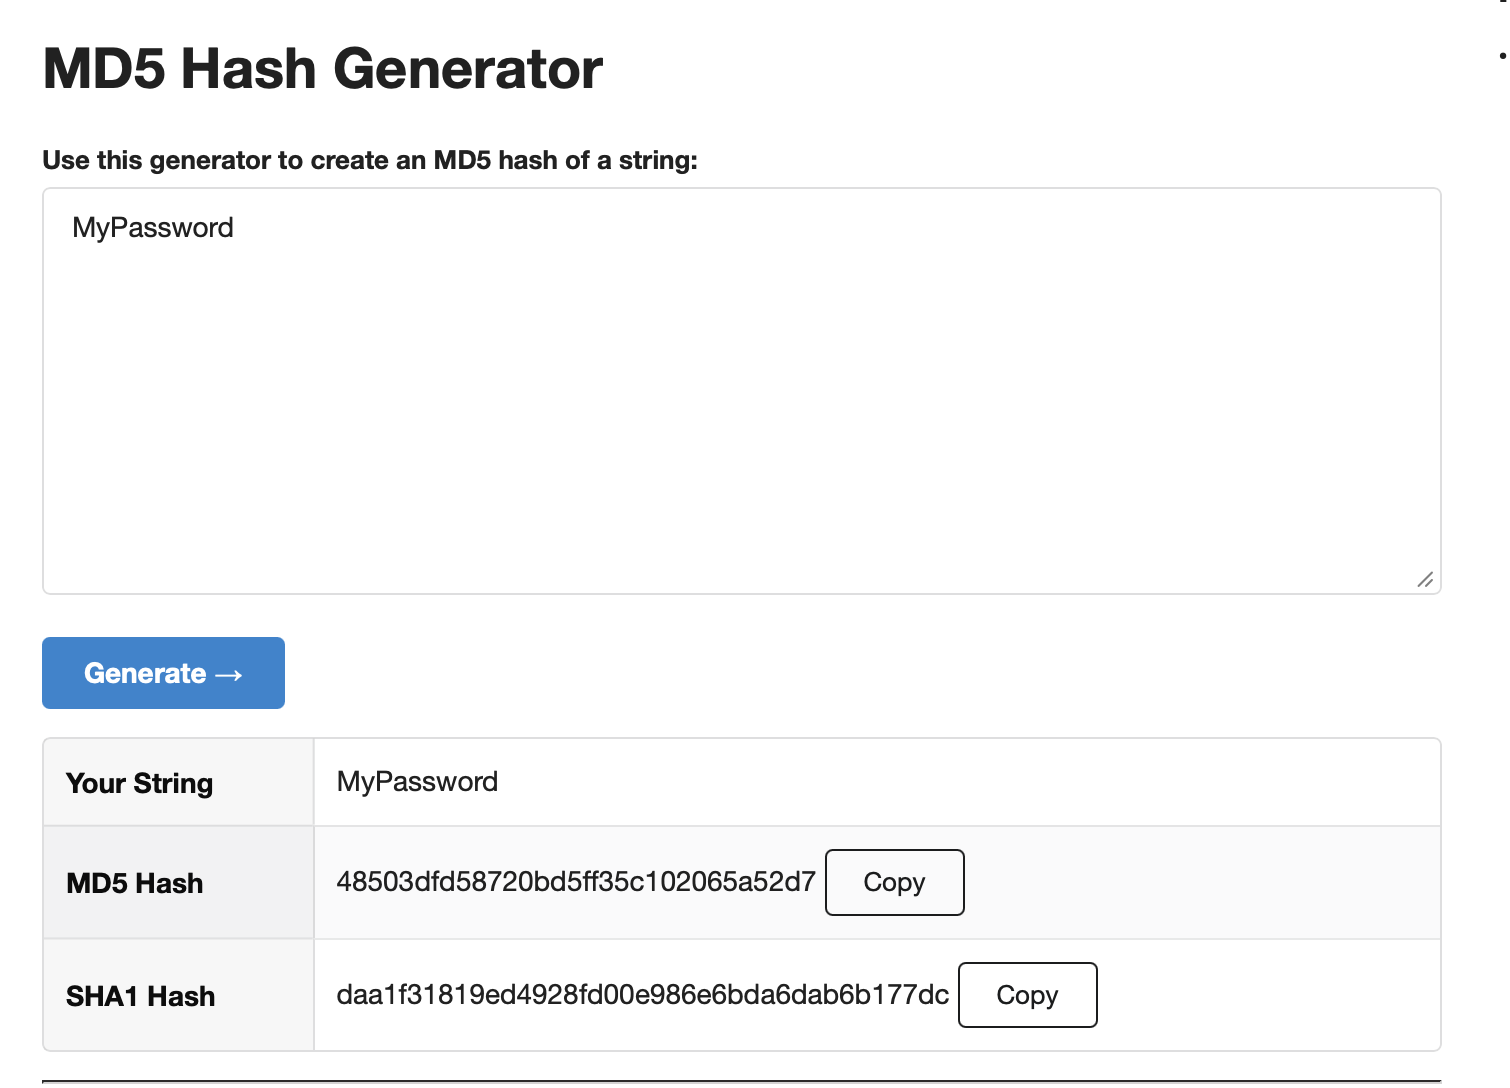 MD5 Hash Generator
Use this generator to create an MD5 hash of a string:
MyPassword
Generate →
Your String MyPassword
MD5 Hash 48503dfd58720bd5ff35c102065a52d7 Copy
SHA1 Hash daa1f31819ed4928fd00e986e6bda6dab6b177dc Copy